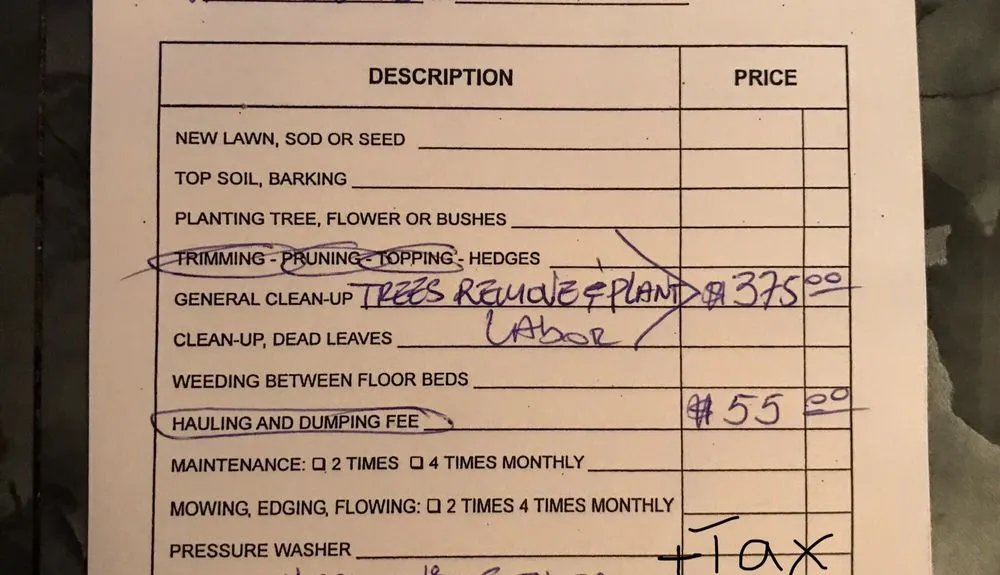 DESCRIPTION PRICE
NEW LAWN, SOD OR SEED
TOP SOIL, BARKING
PLANTING TREE, FLOWER OR BUSHES
TRIMMING - PRUNING - TOPPING - HEDGES
GENERAL CLEAN-UP TREES REMOVE & PLANT $375 00
LABOR
CLEAN-UP, DEAD LEAVES
WEEDING BETWEEN FLOOR BEDS
HAULING AND DUMPING FEE $55 00
MAINTENANCE: ☐ 2 TIMES ☐ 4 TIMES MONTHLY
MOWING, EDGING, FLOWING: ☐ 2 TIMES 4 TIMES MONTHLY
PRESSURE WASHER +Tax